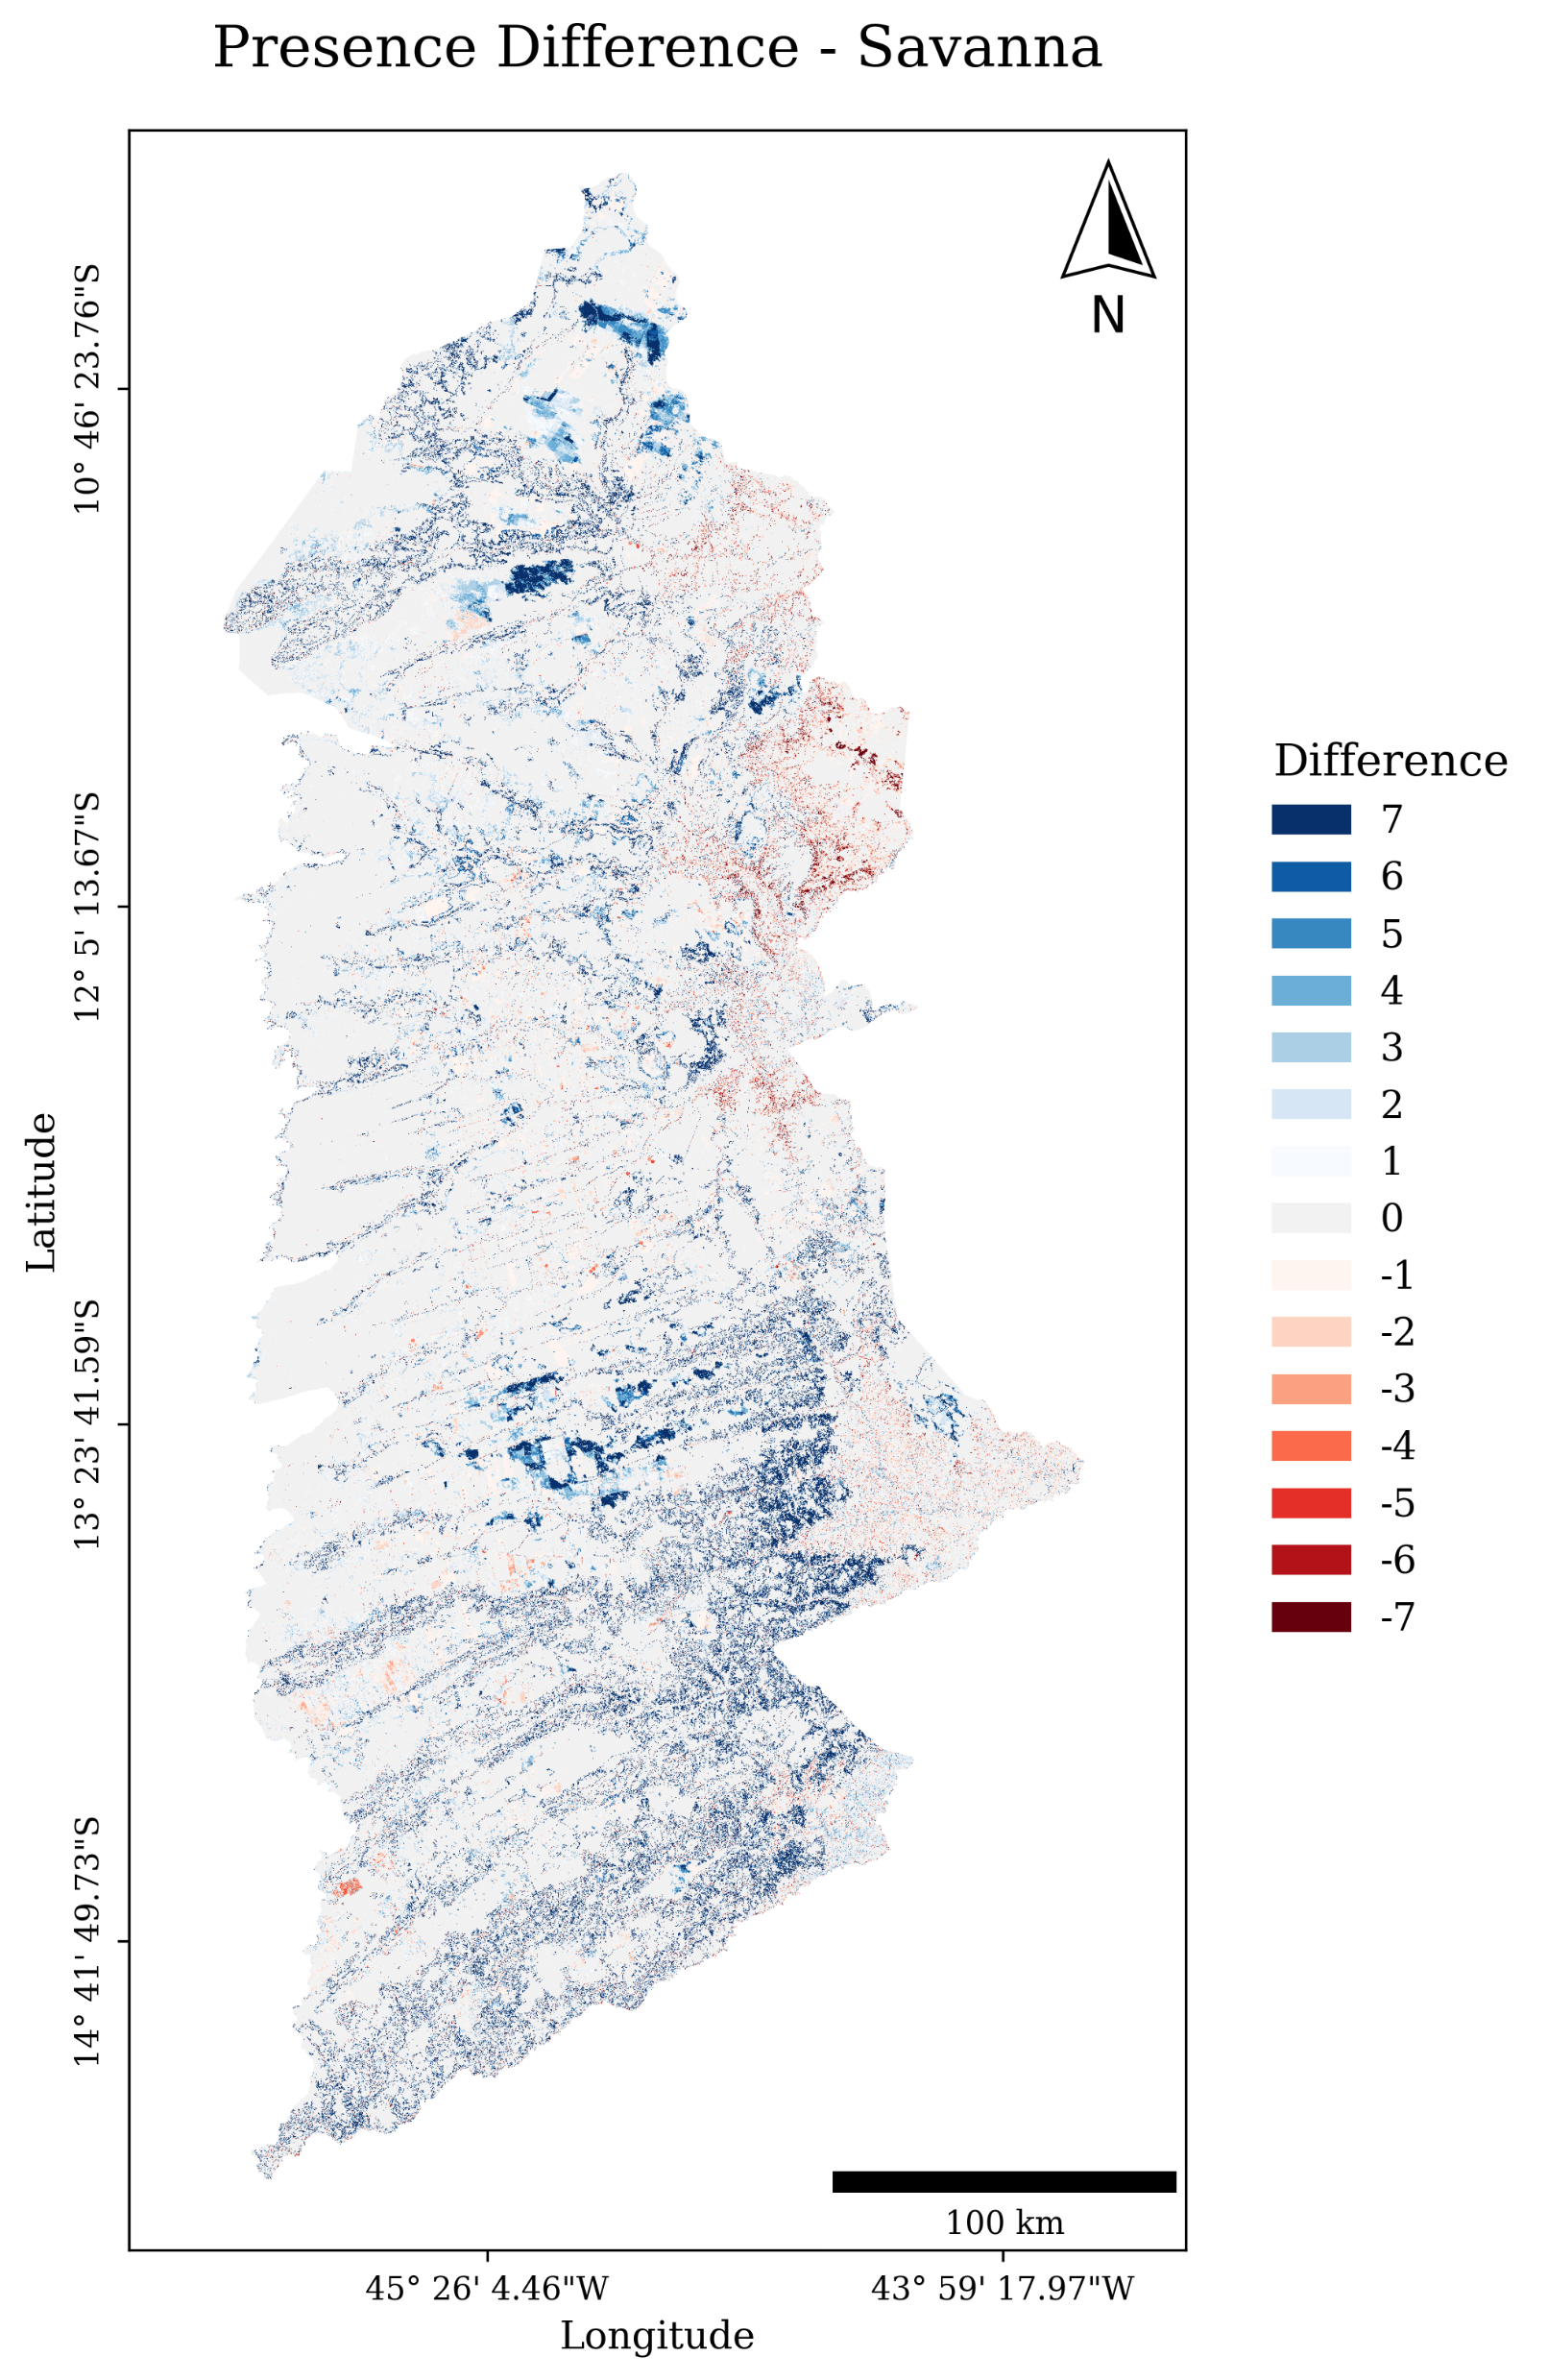 Presence Difference - Savanna
N
10° 46' 23.76"S
12° 5' 13.67"S
13° 23' 41.59"S
14° 41' 49.73"S
Latitude
Difference
7
6
5
4
3
2
1
0
-1
-2
-3
-4
-5
-6
-7
100 km
45° 26' 4.46"W
43° 59' 17.97"W
Longitude